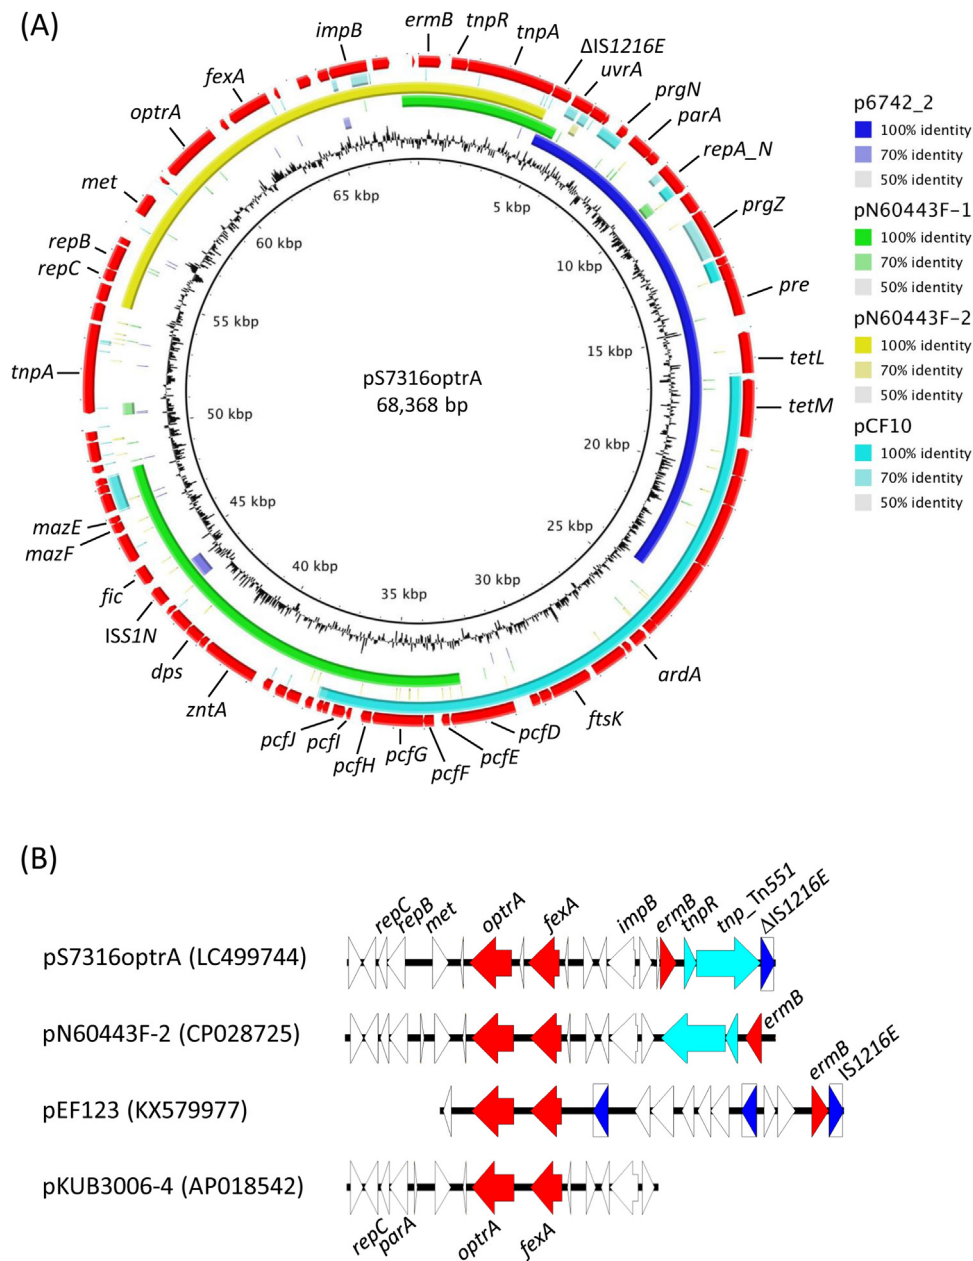 (A)
impB
ermB
tnpR
tnpA
ΔIS1216E
uvrA
prgN
parA
repA_N
prgZ
pre
tetL
tetM
ardA
ftsK
pcfD
pcfE
pcfF
pcfG
pcfH
pcfI
pcfJ
zntA
dps
ISS1N
fic
mazF
mazE
tnpA
repC
repB
met
optrA
fexA
5 kbp
10 kbp
15 kbp
20 kbp
25 kbp
30 kbp
35 kbp
40 kbp
45 kbp
50 kbp
55 kbp
60 kbp
65 kbp
pS7316optrA
68,368 bp
p6742_2
100% identity
70% identity
50% identity
pN60443F-1
100% identity
70% identity
50% identity
pN60443F-2
100% identity
70% identity
50% identity
pCF10
100% identity
70% identity
50% identity
(B)
repC repB met optrA fexA impB ermB tnpR tnp_Tn551 ΔIS1216E
pS7316optrA (LC499744)
pN60443F-2 (CP028725)
ermB
pEF123 (KX579977)
ermB IS1216E
pKUB3006-4 (AP018542)
repC parA optrA fexA